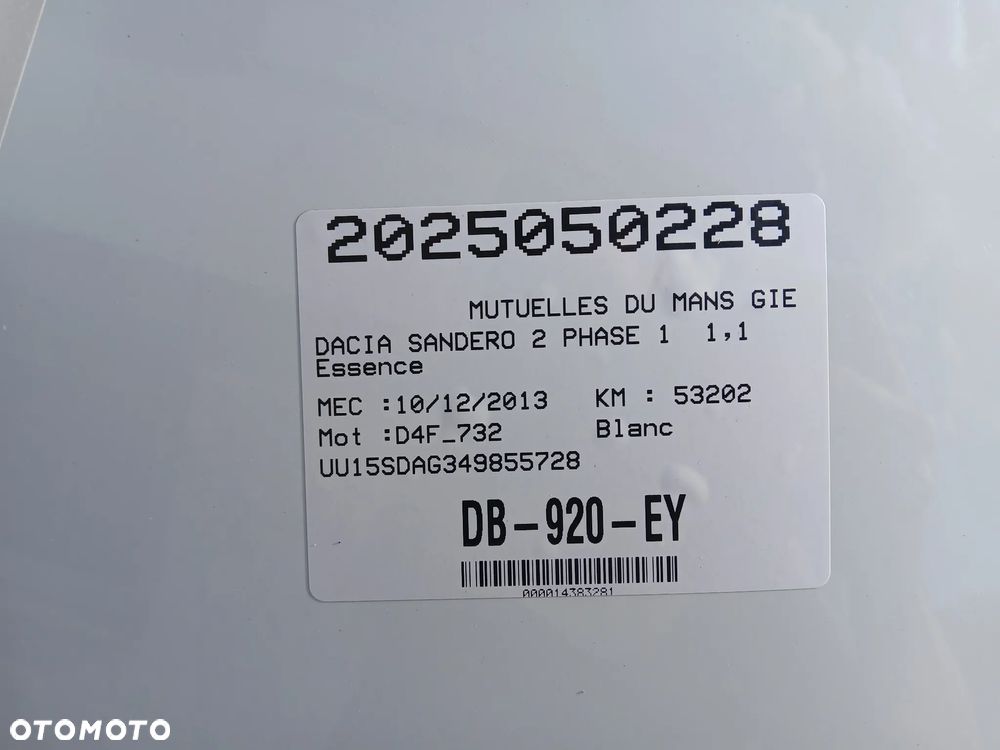 2025050228
MUTUELLES DU MANS GIE
DACIA SANDERO 2 PHASE 1 1,1
Essence
MEC :10/12/2013 KM : 53202
Mot :D4F_732 Blanc
UU15SDAG349855728
DB-920-EY
000014383281
OTOMOTO